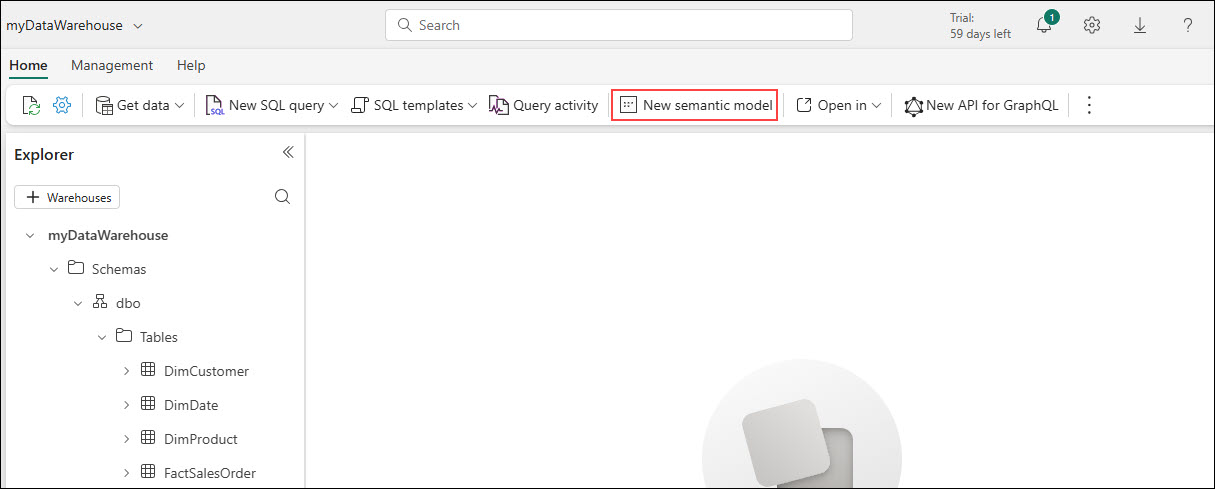 myDataWarehouse
Search
Trial:
59 days left
1
?
Home Management Help
Get data New SQL query SQL templates Query activity New semantic model Open in New API for GraphQL
SQL
Explorer
+ Warehouses
myDataWarehouse
Schemas
dbo
Tables
DimCustomer
DimDate
DimProduct
FactSalesOrder